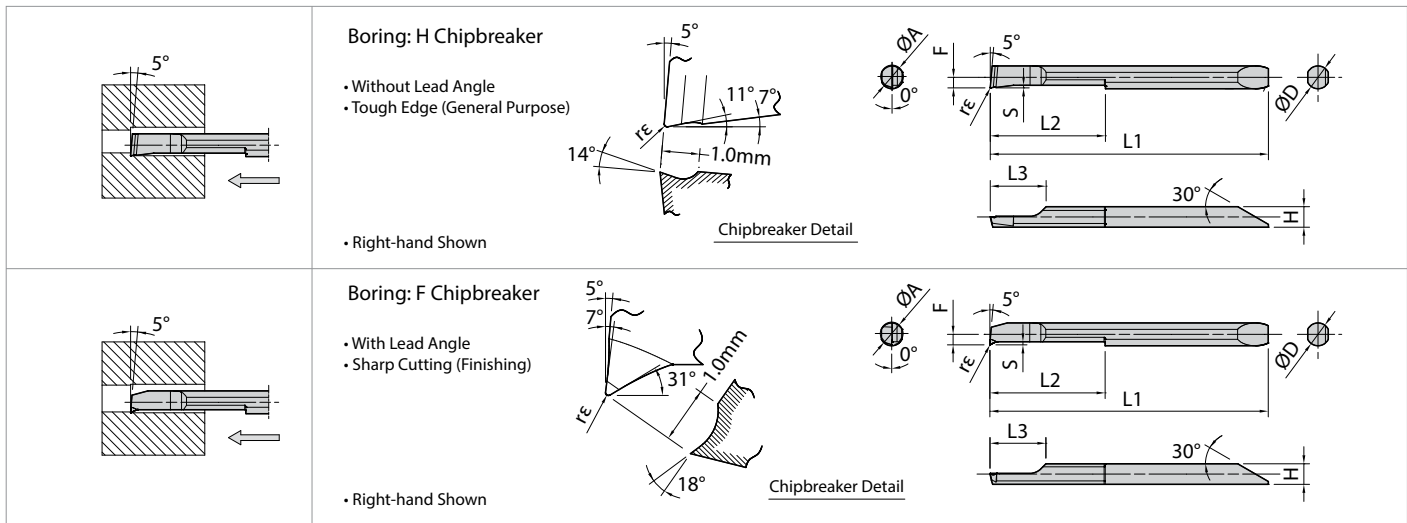 5°
Boring: H Chipbreaker
• Without Lead Angle
• Tough Edge (General Purpose)
• Right-hand Shown
5°
11°
7°
rε
1.0mm
14°
Chipbreaker Detail
ØA
0°
F
5°
rε
S
L2
L1
ØD
L3
30°
H
5°
Boring: F Chipbreaker
• With Lead Angle
• Sharp Cutting (Finishing)
• Right-hand Shown
5°
7°
31°
1.0mm
rε
18°
Chipbreaker Detail
ØA
0°
F
5°
rε
S
L2
L1
ØD
L3
30°
H